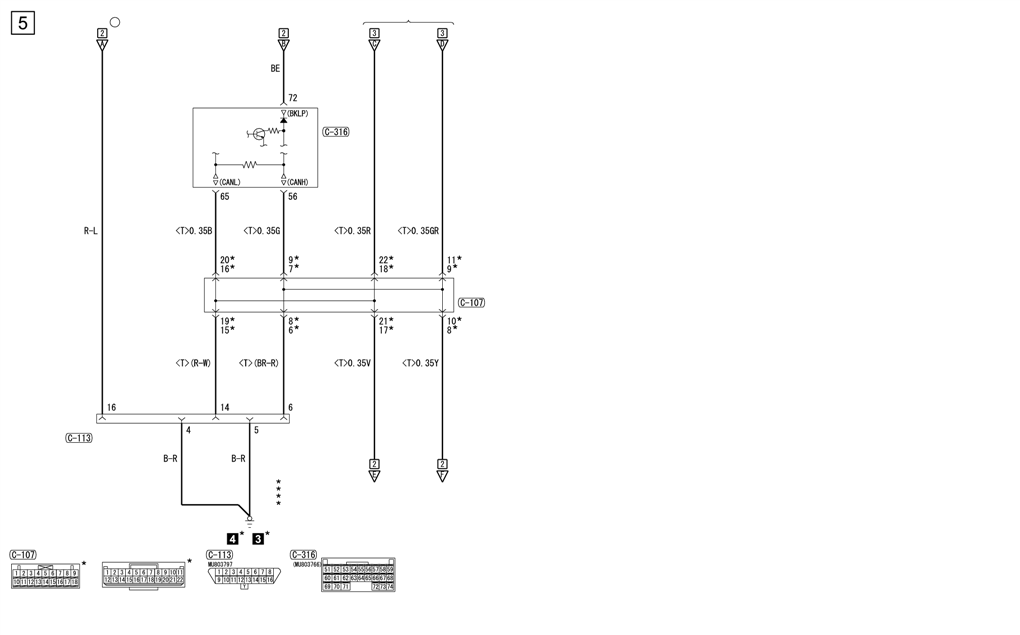 5
2 2 3 3
A B C D
BE
72
(BKLP)
C-316
(CANL) (CANH)
65 56
R-L <T>0.35B <T>0.35G <T>0.35R <T>0.35GR
20* 9* 22* 11*
16* 7* 18* 9*
C-107
19* 8* 21* 10*
15* 6* 17* 8*
<T>(R-W) <T>(BR-R) <T>0.35V <T>0.35Y
16 14 6
C-113
4 5
B-R B-R
2 2
E F
*
*
*
*
4* 3*
C-107 C-113 C-316
* * MU803797 (MU803766)
1 2 3 4 5 6 7 8 9
10 11 12 13 14 15 16 17 18
1 2 3 4 5 6 7 8 9 10 11
12 13 14 15 16 17 18 19 20 21 22
1 2 3 4 5 6 7 8
9 10 11 12 13 14 15 16
Y
51 52 53 54 55 56 57 58 59
60 61 62 63 64 65 66 67 68
69 70 71 72 73 74